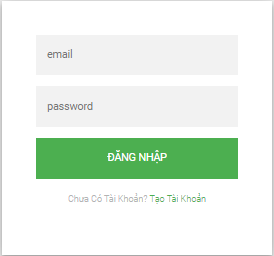 email
password
ĐĂNG NHẬP
Chưa Có Tài Khoản? Tạo Tài Khoản